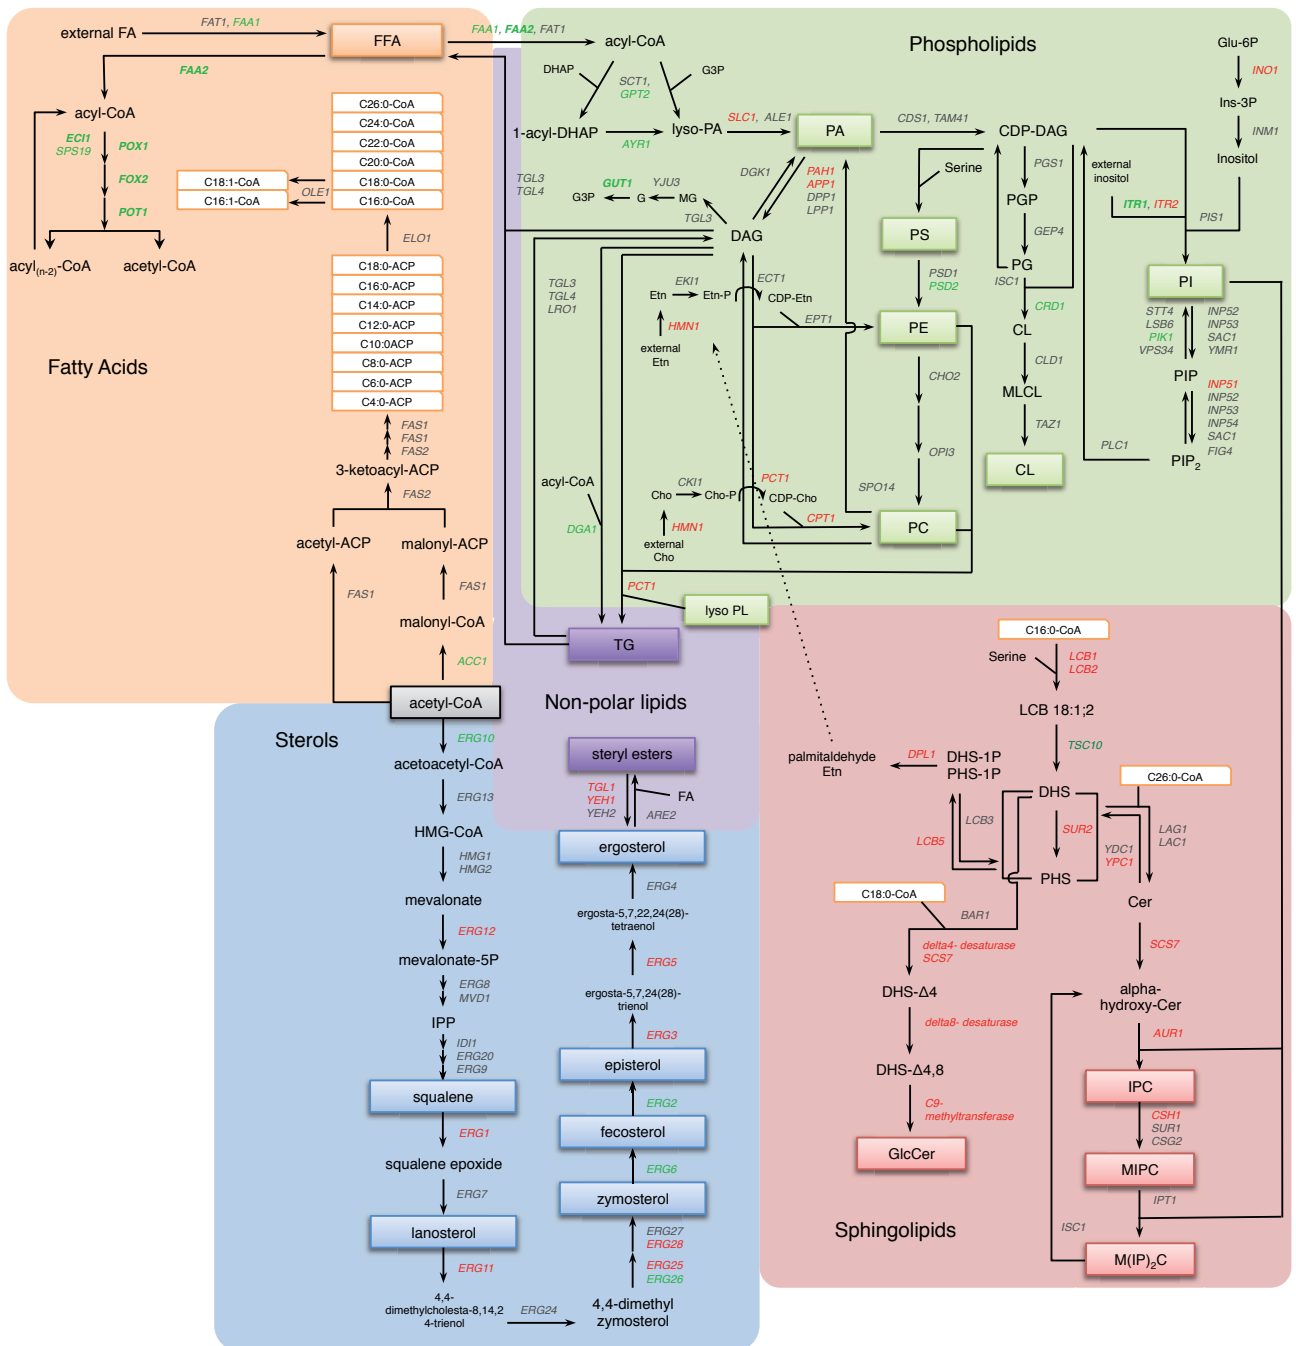 external FA
FAT1, FAA1
FFA
FAA1, FAA2, FAT1
acyl-CoA
Phospholipids
Glu-6P
INO1
Ins-3P
INM1
Inositol
FAA2
acyl-CoA
ECI1
SPS19
POX1
FOX2
POT1
acyl(n-2)-CoA
acetyl-CoA
C26:0-CoA
C24:0-CoA
C22:0-CoA
C20:0-CoA
C18:0-CoA
C16:0-CoA
C18:1-CoA
C16:1-CoA
OLE1
ELO1
C18:0-ACP
C16:0-ACP
C14:0-ACP
C12:0-ACP
C10:0ACP
C8:0-ACP
C6:0-ACP
C4:0-ACP
Fatty Acids
FAS1
FAS1
FAS2
3-ketoacyl-ACP
FAS2
acetyl-ACP
malonyl-ACP
FAS1
FAS1
malonyl-CoA
ACC1
acetyl-CoA
DHAP
SCT1,
GPT2
G3P
1-acyl-DHAP
AYR1
lyso-PA
SLC1, ALE1
PA
CDS1, TAM41
CDP-DAG
TGL3
TGL4
G3P
GUT1
G
YJU3
MG
TGL3
DGK1
PAH1
APP1
DPP1
LPP1
DAG
Serine
PS
PGS1
PGP
GEP4
PG
ISC1
external
inositol
ITR1, ITR2
PIS1
PI
PSD1
PSD2
CRD1
CL
CLD1
MLCL
TAZ1
CL
STT4
LSB6
PIK1
VPS34
INP52
INP53
SAC1
YMR1
PIP
INP51
INP52
INP53
INP54
SAC1
FIG4
PLC1
PIP2
TGL3
TGL4
LRO1
EKI1
Etn
Etn-P
ECT1
CDP-Etn
HMN1
external
Etn
EPT1
PE
CHO2
OPI3
SPO14
PC
acyl-CoA
DGA1
CKI1
Cho
Cho-P
PCT1
CDP-Cho
HMN1
external
Cho
CPT1
PCT1
lyso PL
TG
Non-polar lipids
steryl esters
TGL1
YEH1
YEH2
FA
ARE2
Sterols
ERG10
acetoacetyl-CoA
ERG13
HMG-CoA
HMG1
HMG2
mevalonate
ERG12
mevalonate-5P
ERG8
MVD1
IPP
IDI1
ERG20
ERG9
squalene
ERG1
squalene epoxide
ERG7
lanosterol
ERG11
4,4-
dimethylcholesta-8,14,2
4-trienol
ERG24
4,4-dimethyl
zymosterol
ERG25
ERG26
ERG27
ERG28
zymosterol
ERG6
fecosterol
ERG2
episterol
ERG3
ergosta-5,7,24(28)-
trienol
ERG5
ergosta-5,7,22,24(28)-
tetraenol
ERG4
ergosterol
C16:0-CoA
Serine
LCB1
LCB2
LCB 18:1;2
TSC10
palmitaldehyde
Etn
DPL1
DHS-1P
PHS-1P
DHS
SUR2
PHS
LCB3
LCB5
C26:0-CoA
LAG1
LAC1
YDC1
YPC1
Cer
C18:0-CoA
BAR1
delta4- desaturase
SCS7
SCS7
DHS-Δ4
delta8- desaturase
DHS-Δ4,8
C9-
methyltransferase
GlcCer
alpha-
hydroxy-Cer
AUR1
IPC
CSH1
SUR1
CSG2
MIPC
IPT1
ISC1
M(IP)2C
Sphingolipids